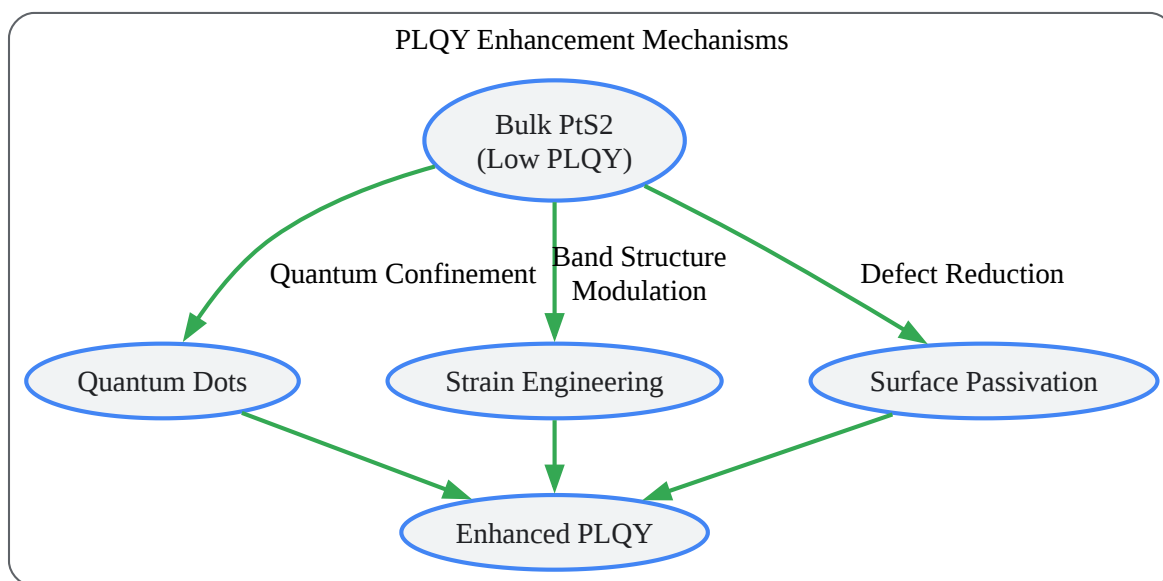 PLQY Enhancement Mechanisms
Bulk PtS2
(Low PLQY)
Quantum Confinement
Band Structure
Modulation
Defect Reduction
Quantum Dots
Strain Engineering
Surface Passivation
Enhanced PLQY